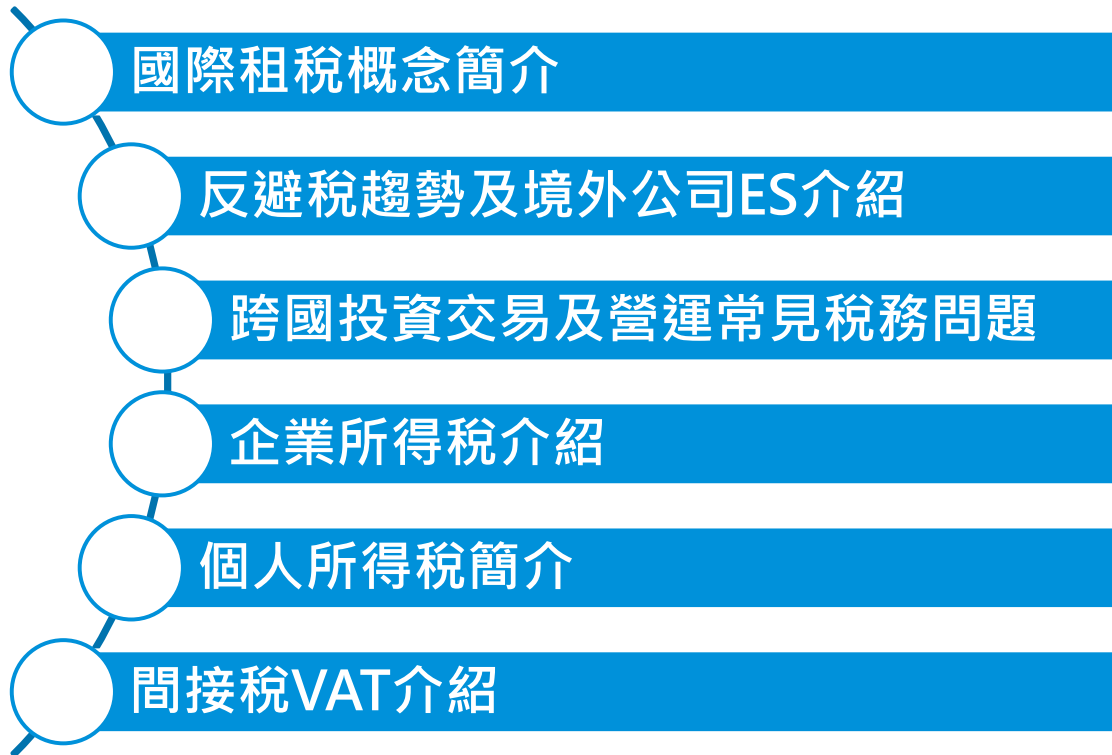 國際租稅概念簡介
反避稅趨勢及境外公司ES介紹
跨國投資交易及營運常見稅務問題
企業所得稅介紹
個人所得稅簡介
間接稅VAT介紹